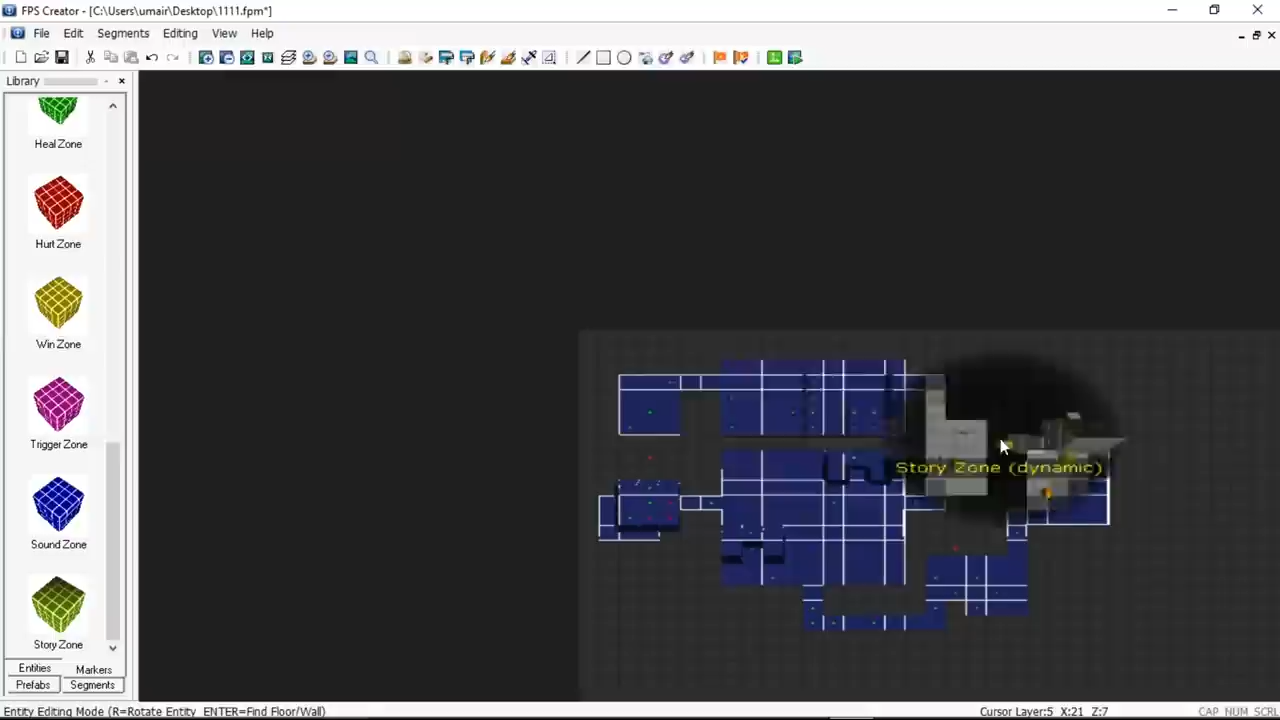 FPS Creator - [C:\Users\umair\Desktop\1111.fpm*]
File Edit Segments Editing View Help
Library
Heal Zone
Hurt Zone
Win Zone
Trigger Zone
Sound Zone
Story Zone
Entities Markers
Prefabs Segments
Story Zone (dynamic)
Entity Editing Mode (R=Rotate Entity ENTER=Find Floor/Wall) Cursor Layer:5 X:21 Z:7 CAP NUM SCRL